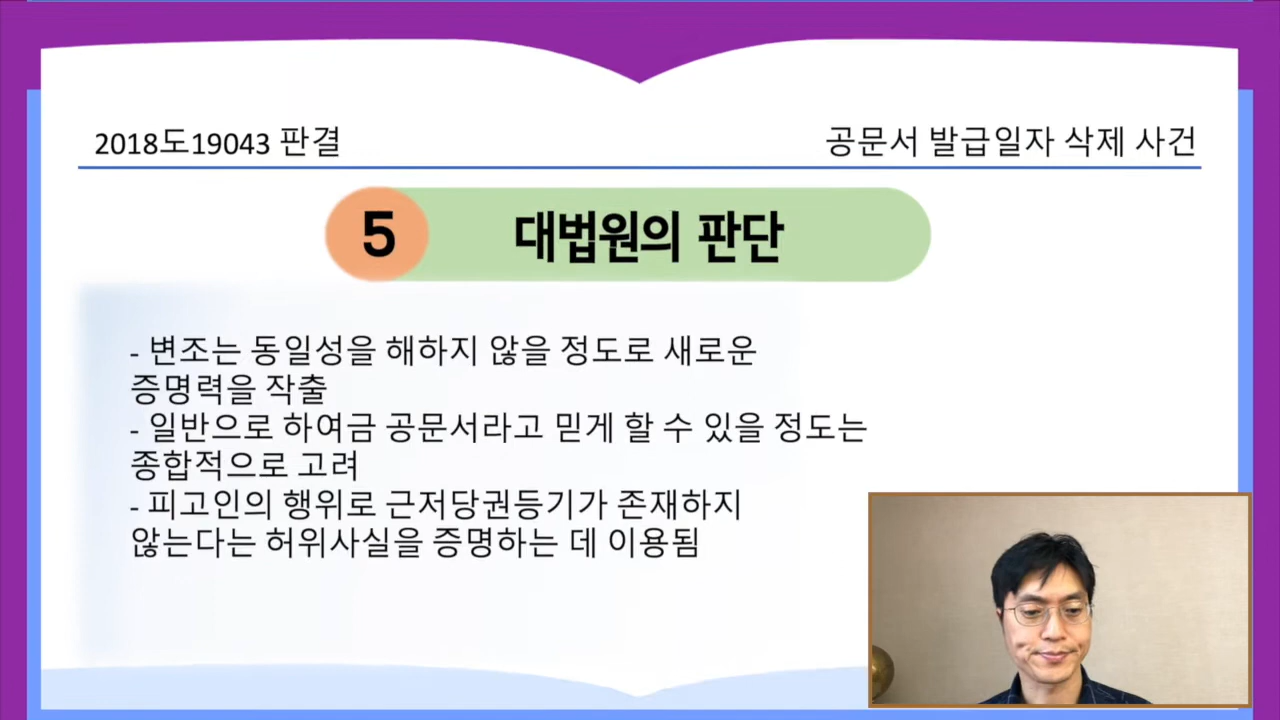 2018도19043 판결
공문서 발급일자 삭제 사건
5
대법원의 판단
- 변조는 동일성을 해하지 않을 정도로 새로운
증명력을 작출
- 일반으로 하여금 공문서라고 믿게 할 수 있을 정도는
종합적으로 고려
- 피고인의 행위로 근저당권등기가 존재하지
않는다는 허위사실을 증명하는 데 이용됨